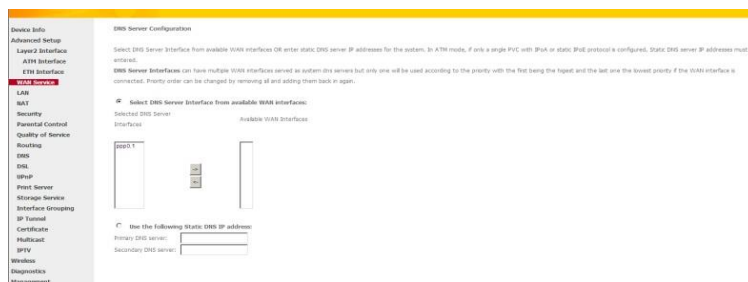 Device Info
Advanced Setup
Layer2 Interface
ATM Interface
ETH Interface
WAN Service
LAN
NAT
Security
Parental Control
Quality of Service
Routing
DNS
DSL
UPnP
Print Server
Storage Service
Interface Grouping
IP Tunnel
Certificate
Multicast
IPTV
Wireless
Diagnostics
Management
DNS Server Configuration
Select DNS Server Interface from available WAN interfaces OR enter static DNS server IP addresses for the system. In ATM mode, if only a single PVC with IPoA or static IPoE protocol is configured, Static DNS server IP addresses must
entered.
DNS Server Interfaces can have multiple WAN interfaces served as system dns servers but only one will be used according to the priority with the first being the higest and the last one the lowest priority if the WAN interface is
connected. Priority order can be changed by removing all and adding them back in again.
Select DNS Server Interface from available WAN interfaces:
Selected DNS Server
Interfaces
Available WAN Interfaces
ppp0.1
->
<-
Use the following Static DNS IP address:
Primary DNS server:
Secondary DNS server: